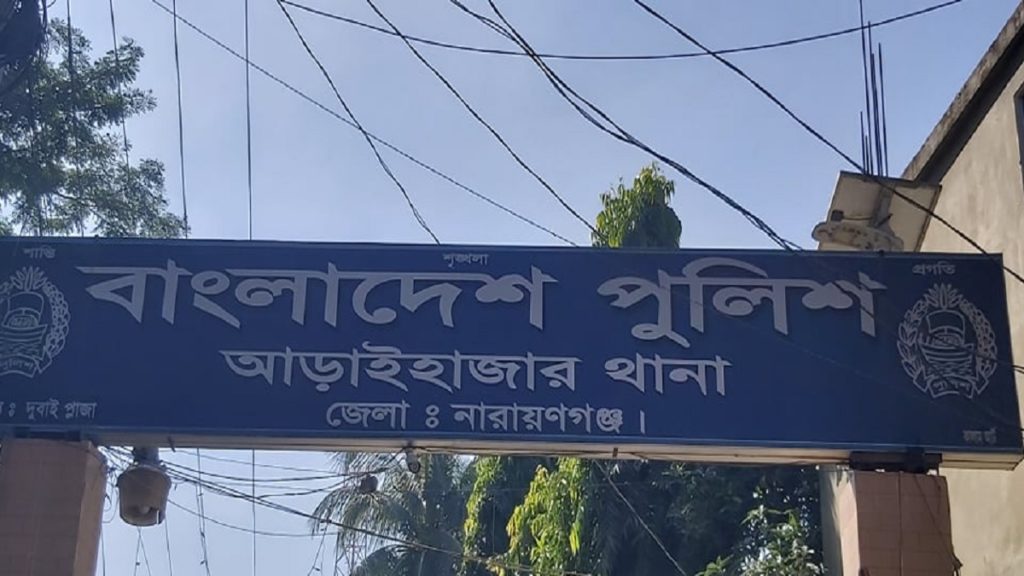 শান্তি শৃঙ্খলা প্রগতি
বাংলাদেশ পুলিশ
আড়াইহাজার থানা
জেলা ঃ নারায়ণগঞ্জ।
ঃ দুবাই প্লাজা